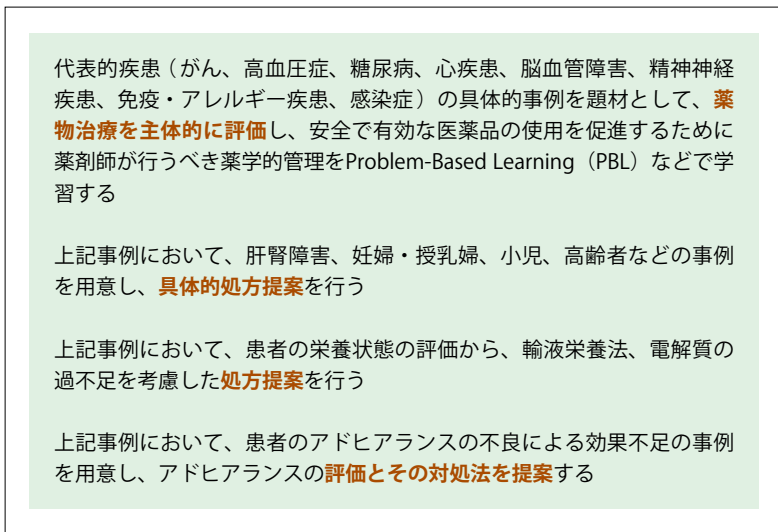 代表的疾患（がん、高血圧症、糖尿病、心疾患、脳血管障害、精神神経
疾患、免疫・アレルギー疾患、感染症）の具体的事例を題材として、薬
物治療を主体的に評価し、安全で有効な医薬品の使用を促進するために
薬剤師が行うべき薬学的管理をProblem-Based Learning（PBL）などで学
習する
上記事例において、肝腎障害、妊婦・授乳婦、小児、高齢者などの事例
を用意し、具体的処方提案を行う
上記事例において、患者の栄養状態の評価から、輸液栄養法、電解質の
過不足を考慮した処方提案を行う
上記事例において、患者のアドヒアランスの不良による効果不足の事例
を用意し、アドヒアランスの評価とその対処法を提案する